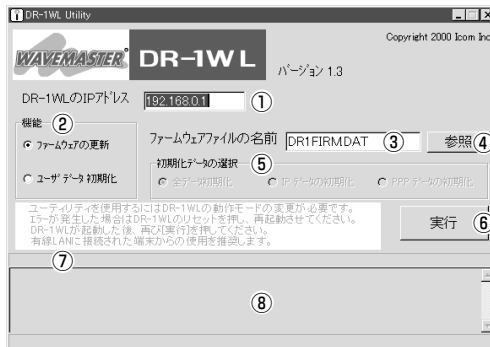 DR-1WL Utility
Copyright 2000 Icom Inc
WAVEMASTER®
DR-1WL
バージョン 1.3
DR-1WLのIPアドレス 192.168.0.1 ①
機能 ②
ファームウェアの更新
ユーザデータ初期化
ファームウェアファイルの名前 DR1FIRM.DAT ③ 参照 ④
初期化データの選択 ⑤
全データ初期化 IPデータの初期化 PPPデータの初期化
ユーティリティを使用するにはDR-1WLの動作モードの変更が必要です。
エラーが発生した場合はDR-1WLのリセットを押し、再起動させてください。
DR-1WLが起動した後、再び[実行]を押してください。
有線LANに接続された端末からの使用を推奨します。
実行 ⑥
⑦
⑧